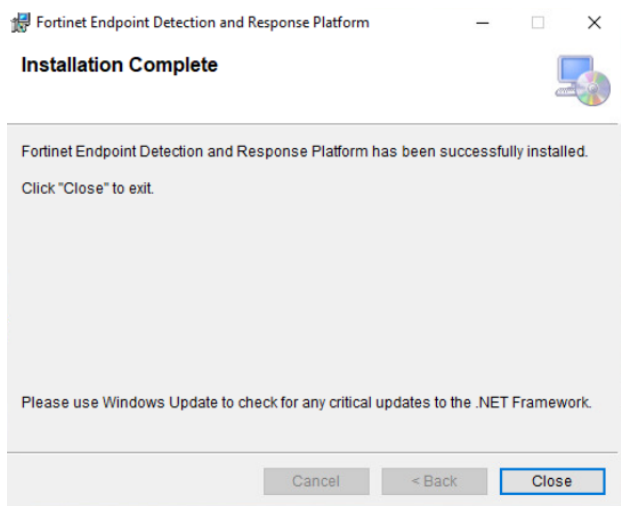 Fortinet Endpoint Detection and Response Platform
Installation Complete
Fortinet Endpoint Detection and Response Platform has been successfully installed.
Click "Close" to exit.
Please use Windows Update to check for any critical updates to the .NET Framework.
Cancel
< Back
Close